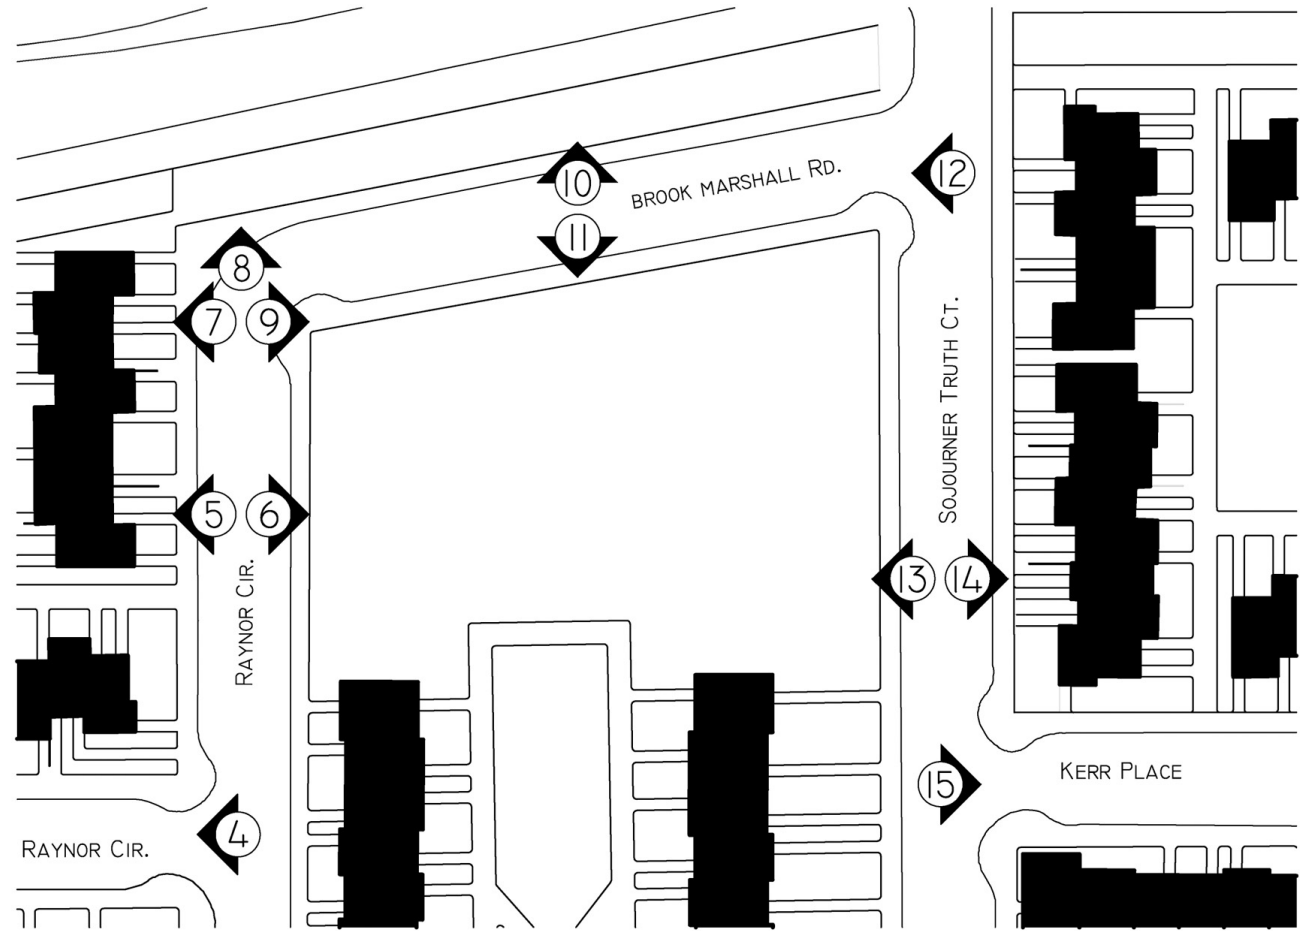 10
BROOK MARSHALL RD.
12
11
8
7
9
SOJOURNER TRUTH CT.
5
6
RAYNOR CIR.
13
14
KERR PLACE
15
4
RAYNOR CIR.